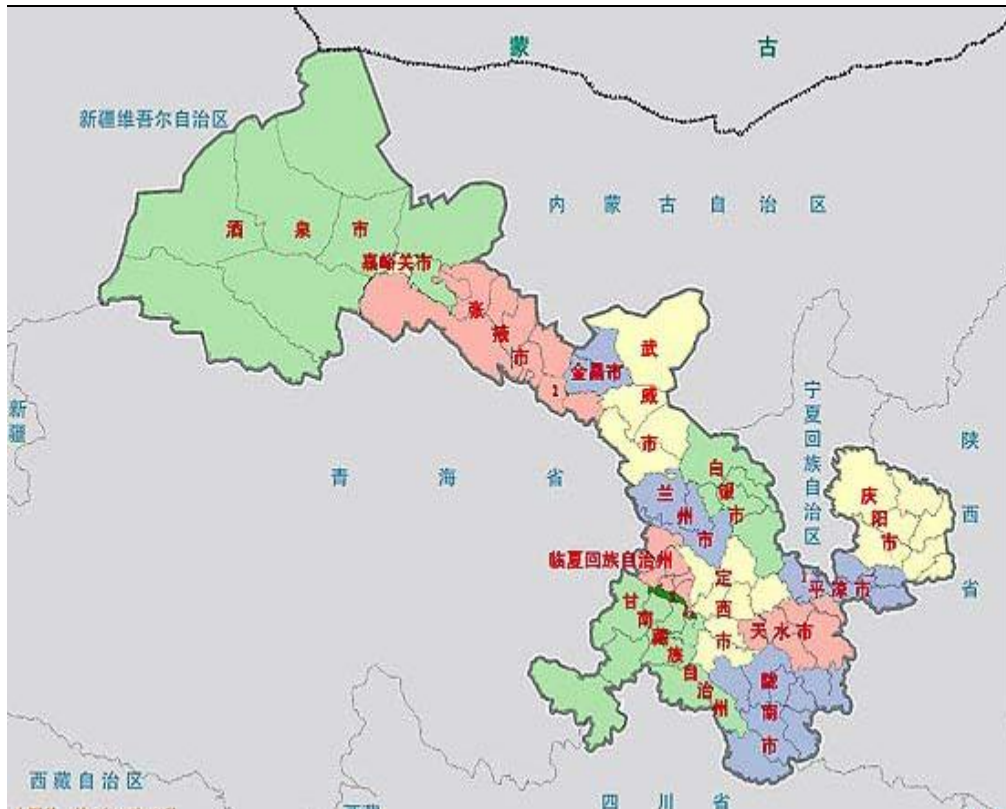 蒙 古
新疆维吾尔自治区
内蒙古自治区
酒泉市
嘉峪关市
张掖市
1
金昌市
武威市
新疆
青海省
宁夏回族自治区
陕西省
白银市
兰州市
庆阳市
临夏回族自治州
定西市
平凉市
甘南藏族自治州
天水市
陇南市
西藏自治区
四川省